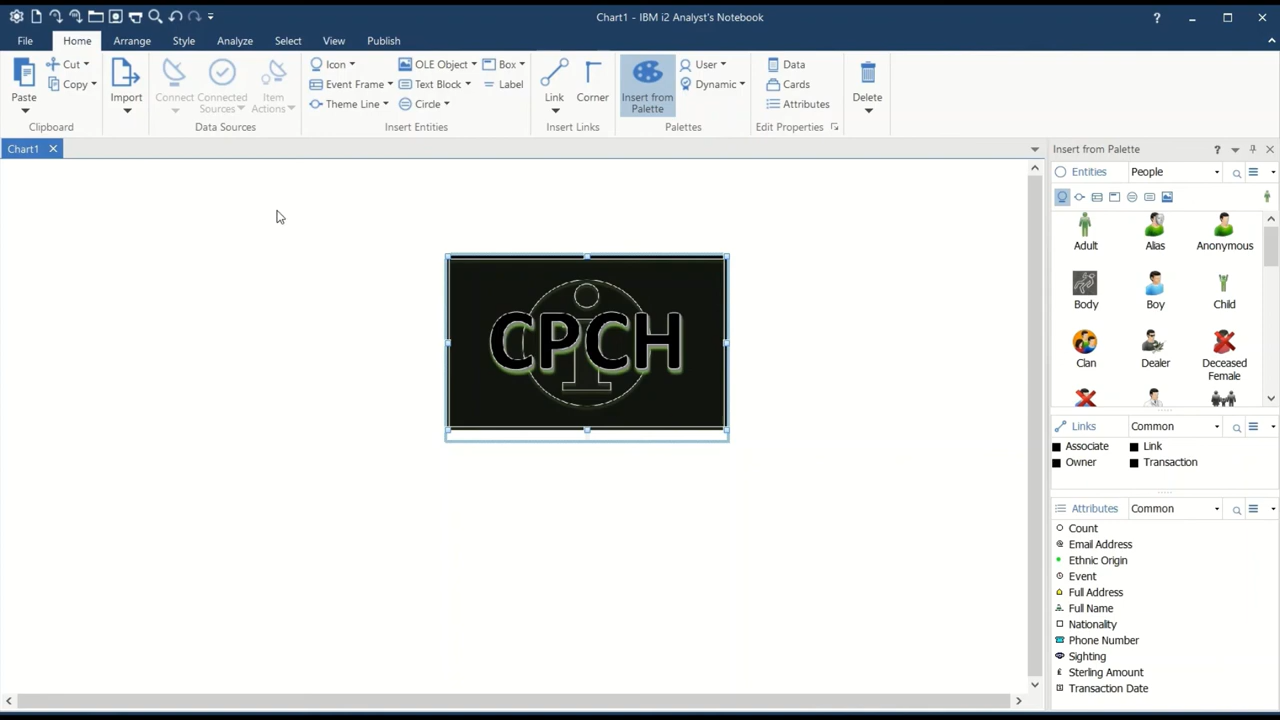 Chart1 - IBM i2 Analyst's Notebook
?
File Home Arrange Style Analyze Select View Publish
Paste
Cut
Copy
Clipboard
Import
Connect
Connected Sources
Item Actions
Data Sources
Icon
Event Frame
Theme Line
OLE Object
Text Block
Circle
Box
Label
Insert Entities
Link
Corner
Insert Links
Insert from Palette
User
Dynamic
Palettes
Data
Cards
Attributes
Edit Properties
Delete
Chart1
CPCH
Insert from Palette
?
Entities People
Adult Alias Anonymous
Body Boy Child
Clan Dealer Deceased Female
Links Common
Associate Link
Owner Transaction
Attributes Common
Count
Email Address
Ethnic Origin
Event
Full Address
Full Name
Nationality
Phone Number
Sighting
Sterling Amount
Transaction Date